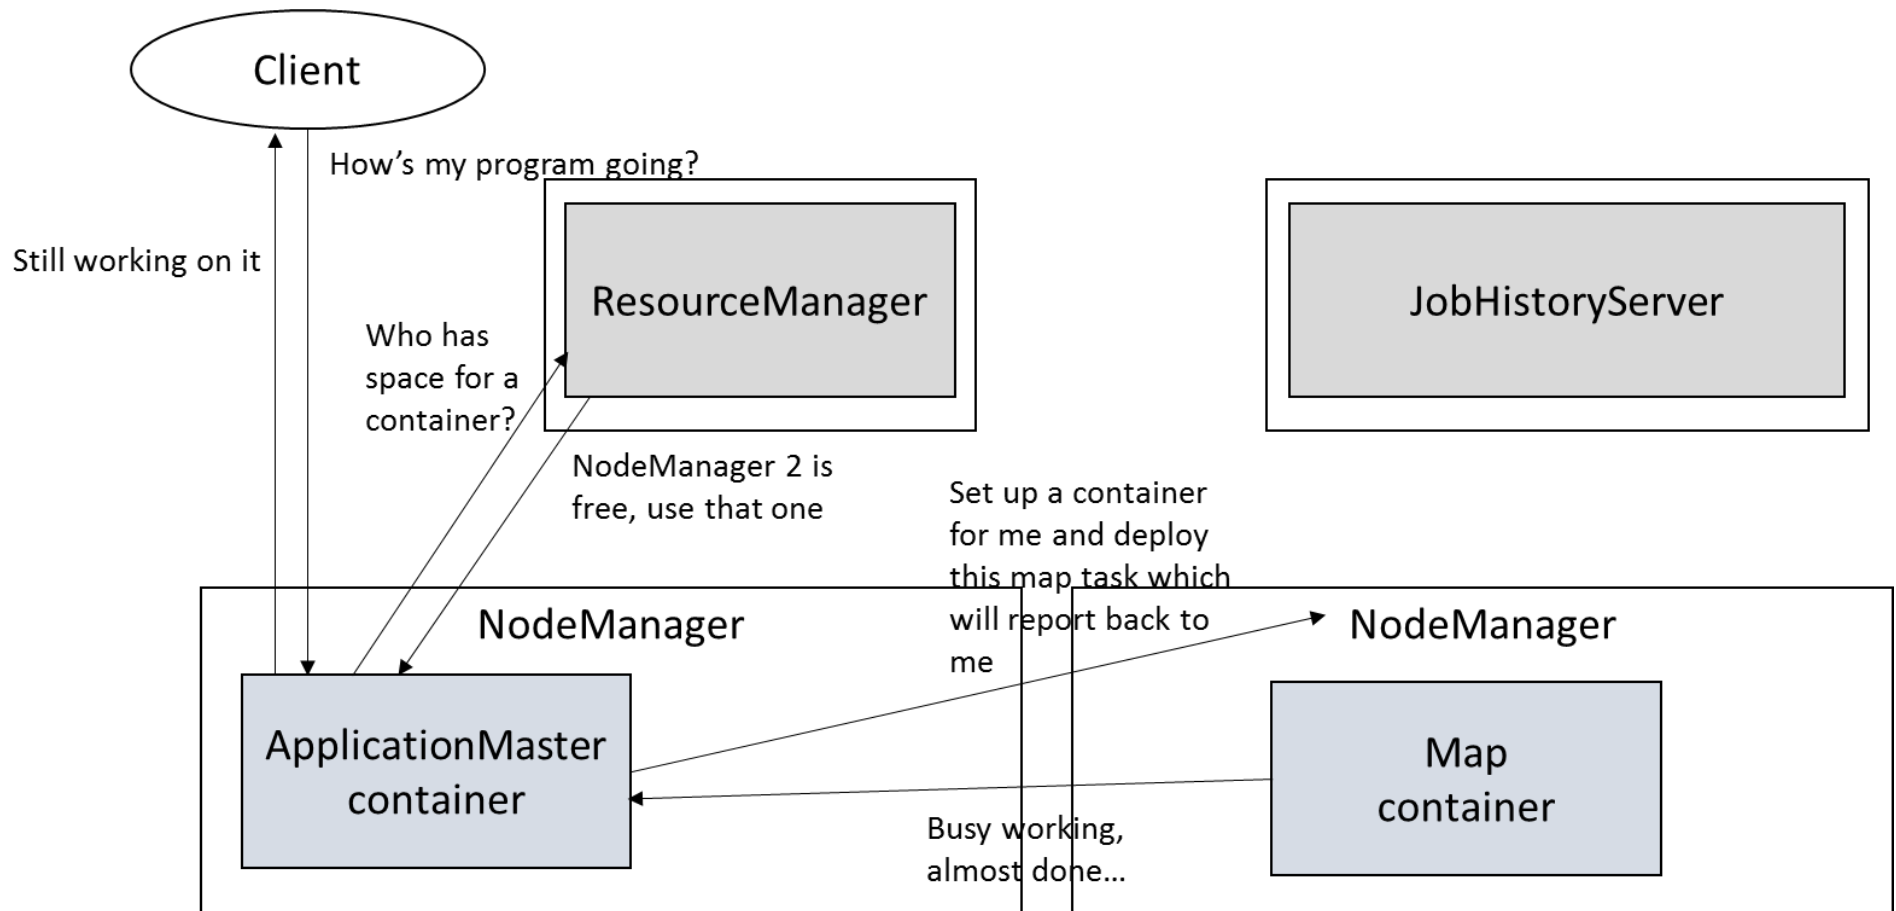 Client
How’s my program going?
Still working on it
ResourceManager
JobHistoryServer
Who has
space for a
container?
NodeManager 2 is
free, use that one
Set up a container
for me and deploy
this map task which
will report back to
me
NodeManager
NodeManager
ApplicationMaster
container
Map
container
Busy working,
almost done…